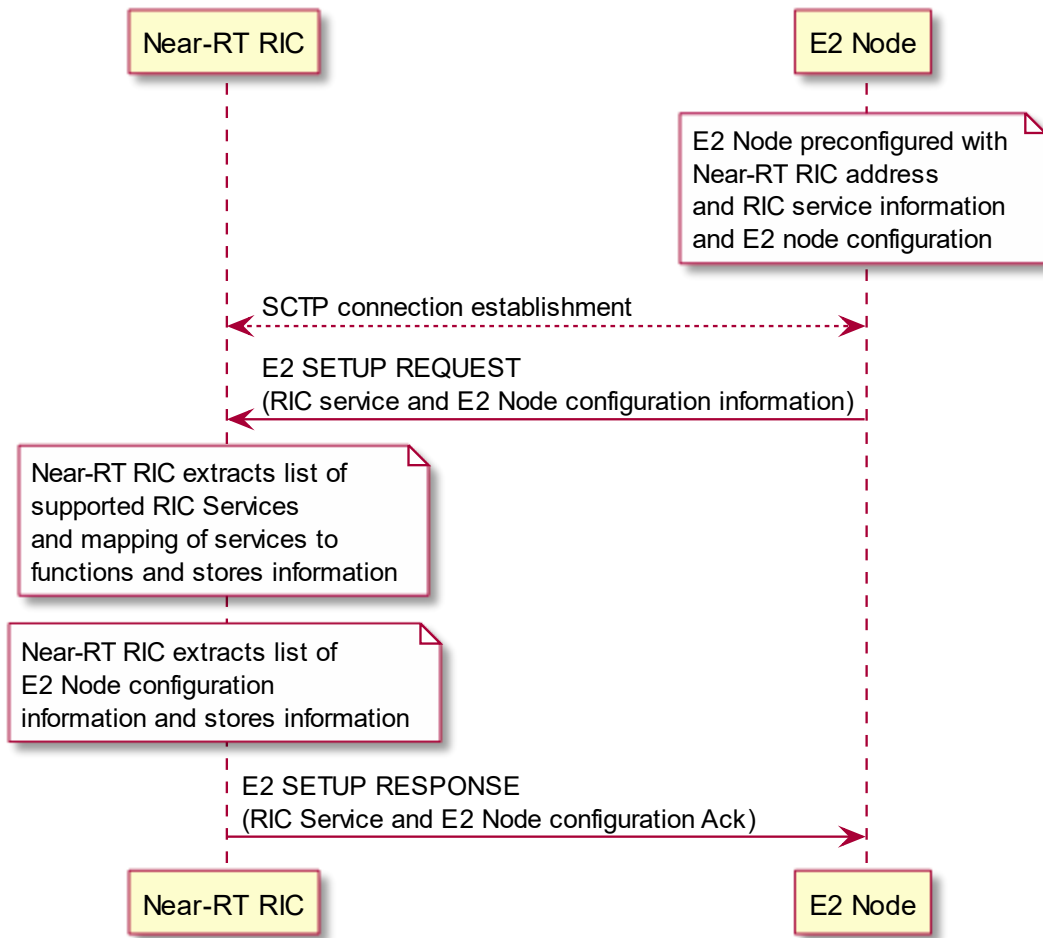 Near-RT RIC
E2 Node
E2 Node preconfigured with
Near-RT RIC address
and RIC service information
and E2 node configuration
SCTP connection establishment
E2 SETUP REQUEST
(RIC service and E2 Node configuration information)
Near-RT RIC extracts list of
supported RIC Services
and mapping of services to
functions and stores information
Near-RT RIC extracts list of
E2 Node configuration
information and stores information
E2 SETUP RESPONSE
(RIC Service and E2 Node configuration Ack)
Near-RT RIC
E2 Node